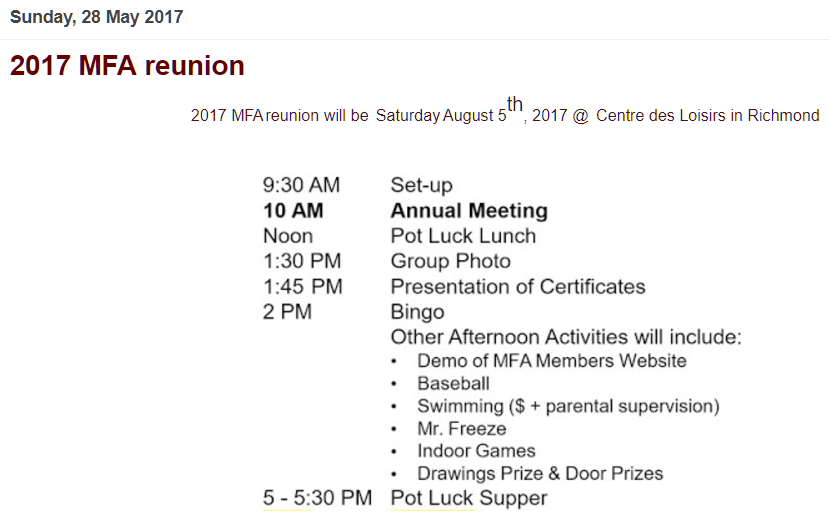 Sunday, 28 May 2017
2017 MFA reunion
2017 MFA reunion will be Saturday August 5th, 2017 @ Centre des Loisirs in Richmond
9:30 AM Set-up
10 AM Annual Meeting
Noon Pot Luck Lunch
1:30 PM Group Photo
1:45 PM Presentation of Certificates
2 PM Bingo
Other Afternoon Activities will include:
• Demo of MFA Members Website
• Baseball
• Swimming ($ + parental supervision)
• Mr. Freeze
• Indoor Games
• Drawings Prize & Door Prizes
5 - 5:30 PM Pot Luck Supper